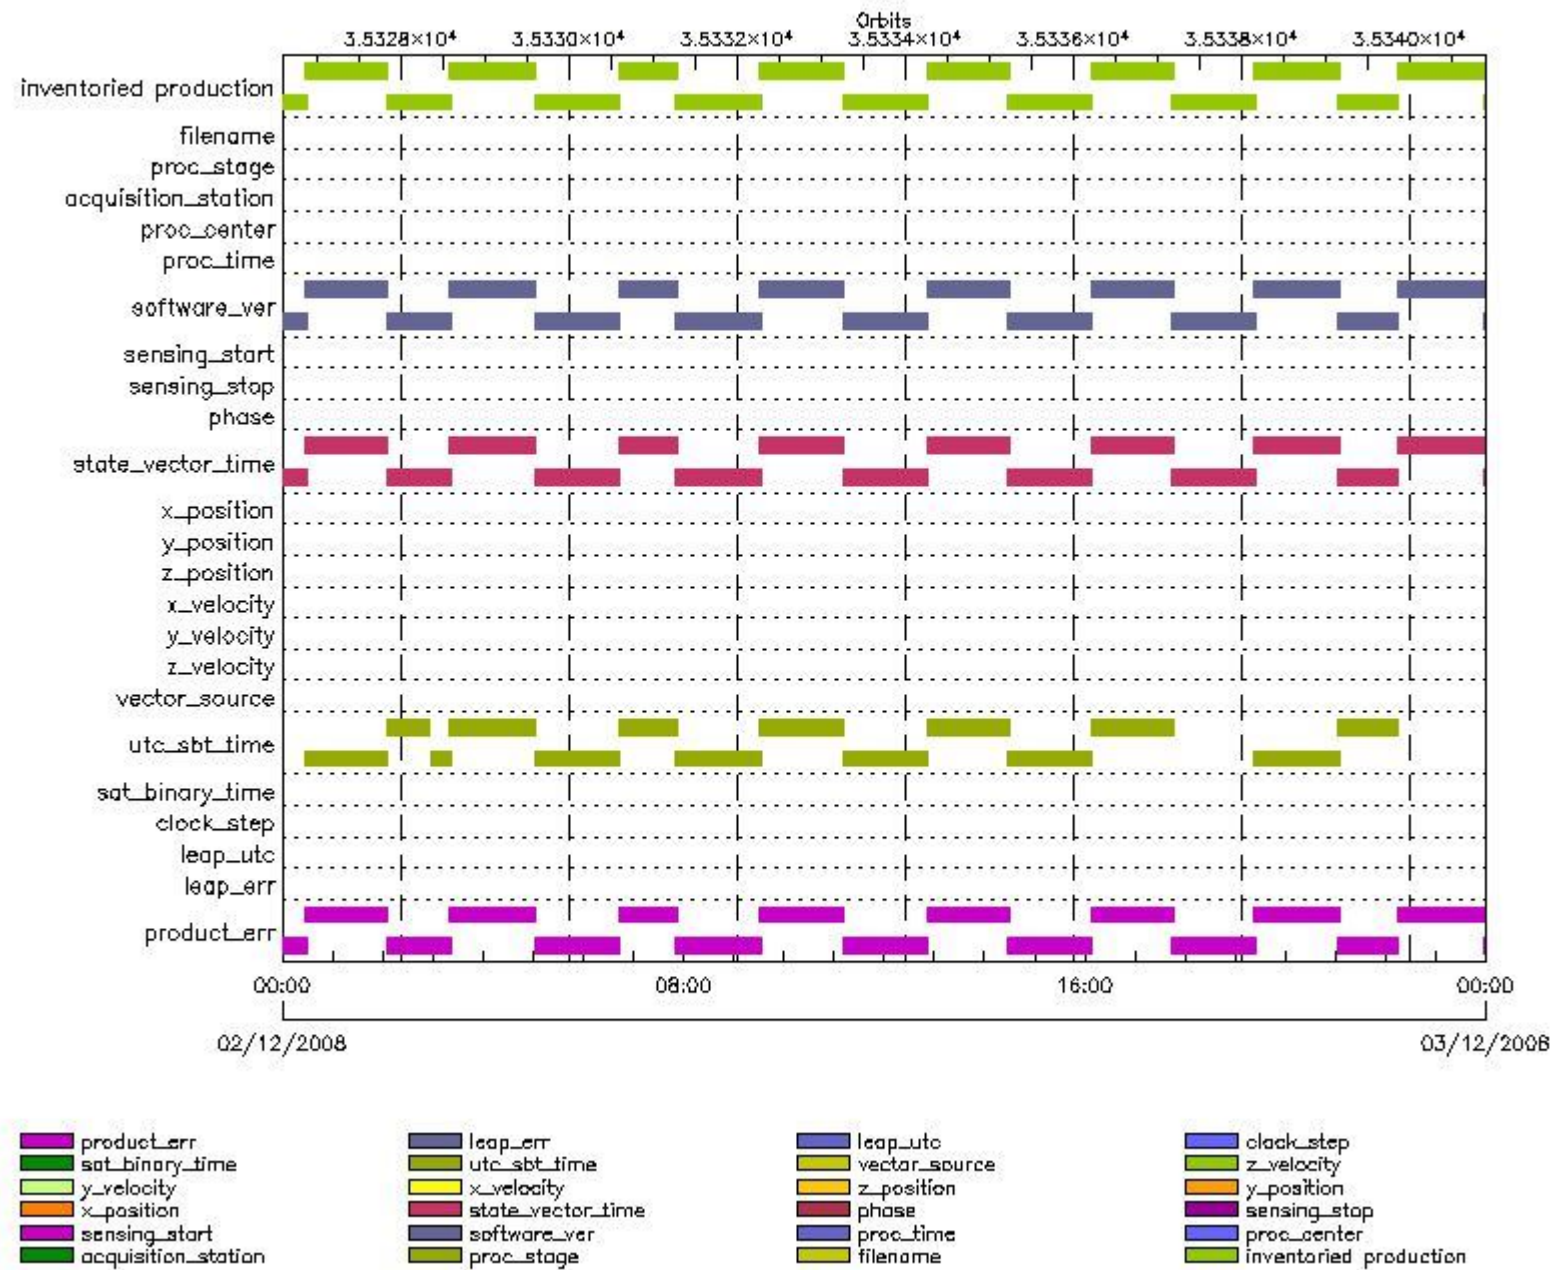 Orbits
3.5328×10⁴ 3.5330×10⁴ 3.5332×10⁴ 3.5334×10⁴ 3.5336×10⁴ 3.5338×10⁴ 3.5340×10⁴
inventoried production
filename
proc_stage
acquisition_station
proc_center
proc_time
software_ver
sensing_start
sensing_stop
phase
state_vector_time
x_position
y_position
z_position
x_velocity
y_velocity
z_velocity
vector_source
utc_sbt_time
sat_binary_time
clock_step
leap_utc
leap_err
product_err
00:00 08:00 16:00 00:00
02/12/2008 03/12/2008
product_err leap_err leap_utc clock_step
sat_binary_time utc_sbt_time vector_source z_velocity
y_velocity x_velocity z_position y_position
x_position state_vector_time phase sensing_stop
sensing_start software_ver proc_time proc_center
acquisition_station proc_stage filename inventoried production